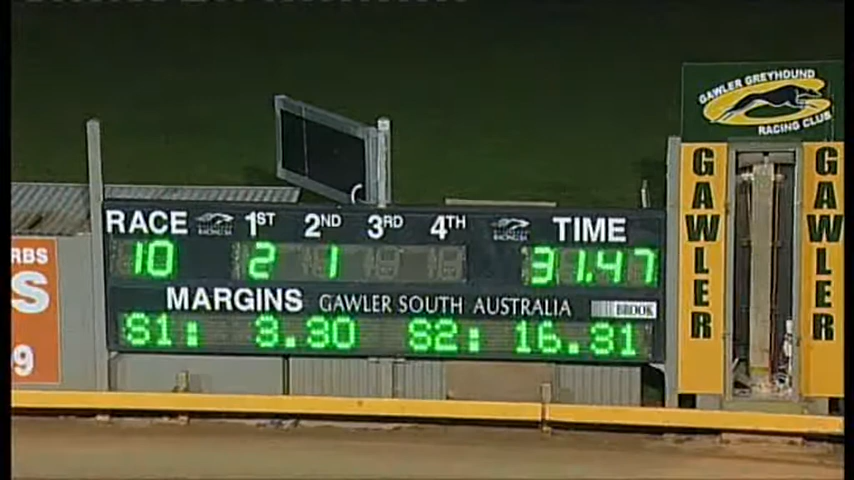 GAWLER GREYHOUND
RACING CLUB
RACE 1ST 2ND 3RD 4TH TIME
10 2 1 31.47
MARGINS GAWLER SOUTH AUSTRALIA BROOK
S1: 3.30 S2: 16.31
GAWLER
GAWLER
RBS
S
9